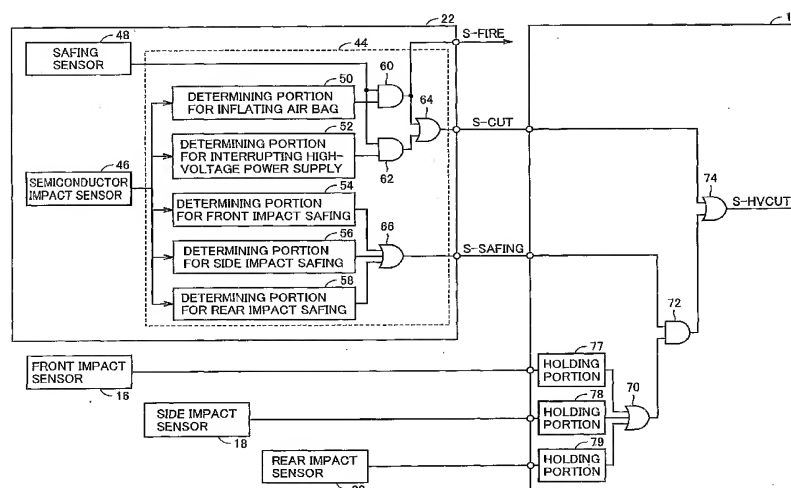 22
1
48
SAFING
SENSOR
44
S-FIRE
50
60
DETERMINING PORTION
FOR INFLATING AIR BAG
64
52
S-CUT
DETERMINING PORTION
FOR INTERRUPTING HIGH-
VOLTAGE POWER SUPPLY
62
46
SEMICONDUCTOR
IMPACT SENSOR
54
74
S-HVCUT
DETERMINING PORTION
FOR FRONT IMPACT SAFING
56
66
DETERMINING PORTION
FOR SIDE IMPACT SAFING
S-SAFING
58
DETERMINING PORTION
FOR REAR IMPACT SAFING
72
FRONT IMPACT
SENSOR
16
77
HOLDING
PORTION
70
SIDE IMPACT
SENSOR
18
78
HOLDING
PORTION
79
REAR IMPACT
SENSOR
HOLDING
PORTION